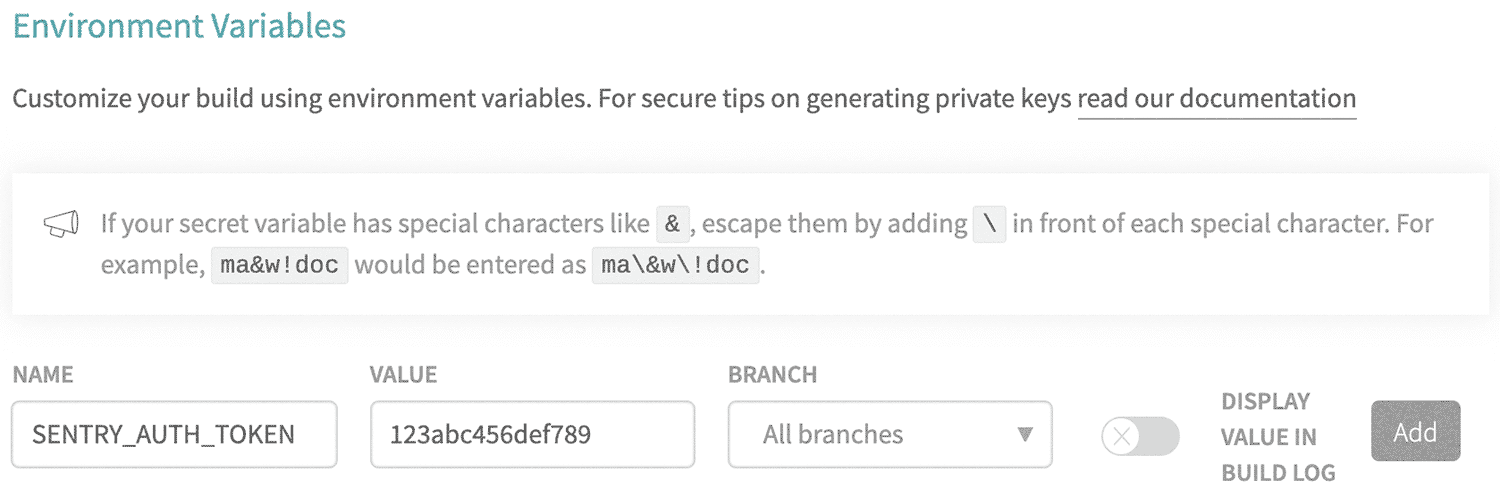 Environment Variables
Customize your build using environment variables. For secure tips on generating private keys read our documentation
If your secret variable has special characters like & , escape them by adding \ in front of each special character. For
example, ma&w!doc would be entered as ma\&w\!doc .
NAME VALUE BRANCH
SENTRY_AUTH_TOKEN 123abc456def789 All branches
DISPLAY
VALUE IN
BUILD LOG
Add